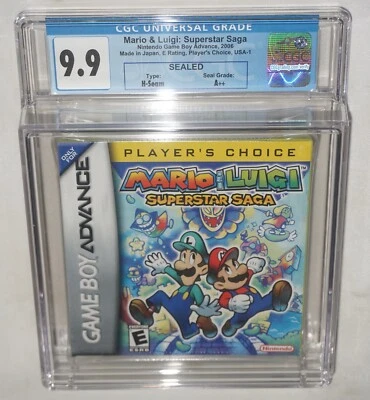 CGC UNIVERSAL GRADE
9.9
Mario & Luigi: Superstar Saga
Nintendo Game Boy Advance, 2006
Made in Japan, E Rating, Player's Choice, USA-1
SEALED
Type:
H-Seam
Seal Grade:
A++
ONLY FOR
GAME BOY ADVANCE
PLAYER'S CHOICE
MARIO & LUIGI
SUPERSTAR SAGA
E
ESRB
Nintendo